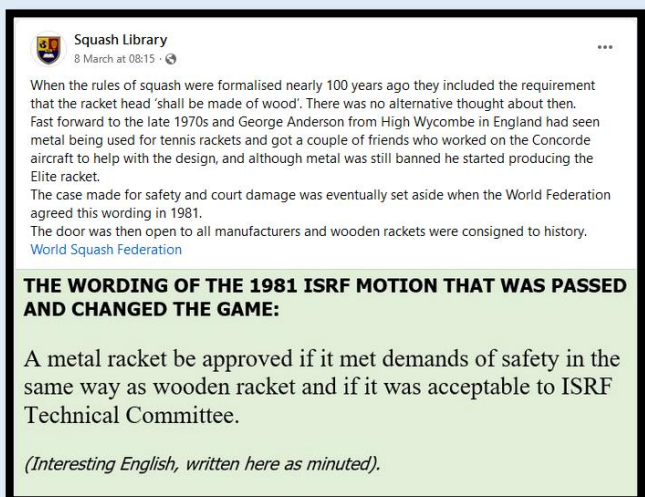 Squash Library
8 March at 08:15 ·
When the rules of squash were formalised nearly 100 years ago they included the requirement
that the racket head 'shall be made of wood'. There was no alternative thought about then.
Fast forward to the late 1970s and George Anderson from High Wycombe in England had seen
metal being used for tennis rackets and got a couple of friends who worked on the Concorde
aircraft to help with the design, and although metal was still banned he started producing the
Elite racket.
The case made for safety and court damage was eventually set aside when the World Federation
agreed this wording in 1981.
The door was then open to all manufacturers and wooden rackets were consigned to history.
World Squash Federation
THE WORDING OF THE 1981 ISRF MOTION THAT WAS PASSED
AND CHANGED THE GAME:
A metal racket be approved if it met demands of safety in the
same way as wooden racket and if it was acceptable to ISRF
Technical Committee.
(Interesting English, written here as minuted).